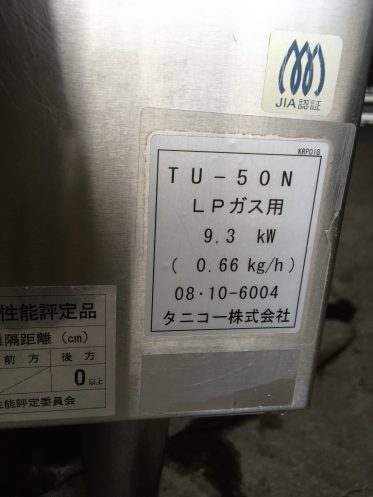 JIA認証
KRP01G
TU-50N
LPガス用
9.3 kW
( 0.66 kg/h)
08・10-6004
タニコー株式会社
性能評定品
隔距離 (cm)
前方 後方
0以上
性能評定委員会